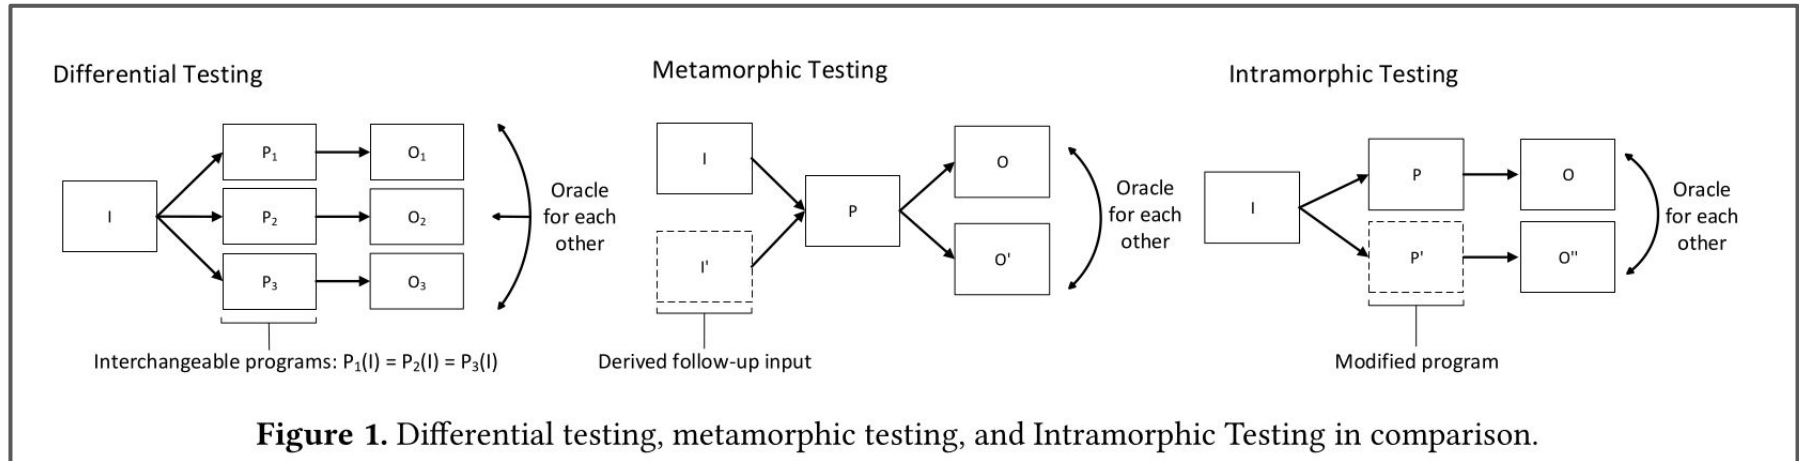 Differential Testing
I
P₁
O₁
P₂
O₂
P₃
O₃
Oracle
for each
other
Interchangeable programs: P₁(I) = P₂(I) = P₃(I)
Metamorphic Testing
I
I'
P
O
O'
Oracle
for each
other
Derived follow-up input
Intramorphic Testing
I
P
O
P'
O''
Oracle
for each
other
Modified program
Figure 1. Differential testing, metamorphic testing, and Intramorphic Testing in comparison.